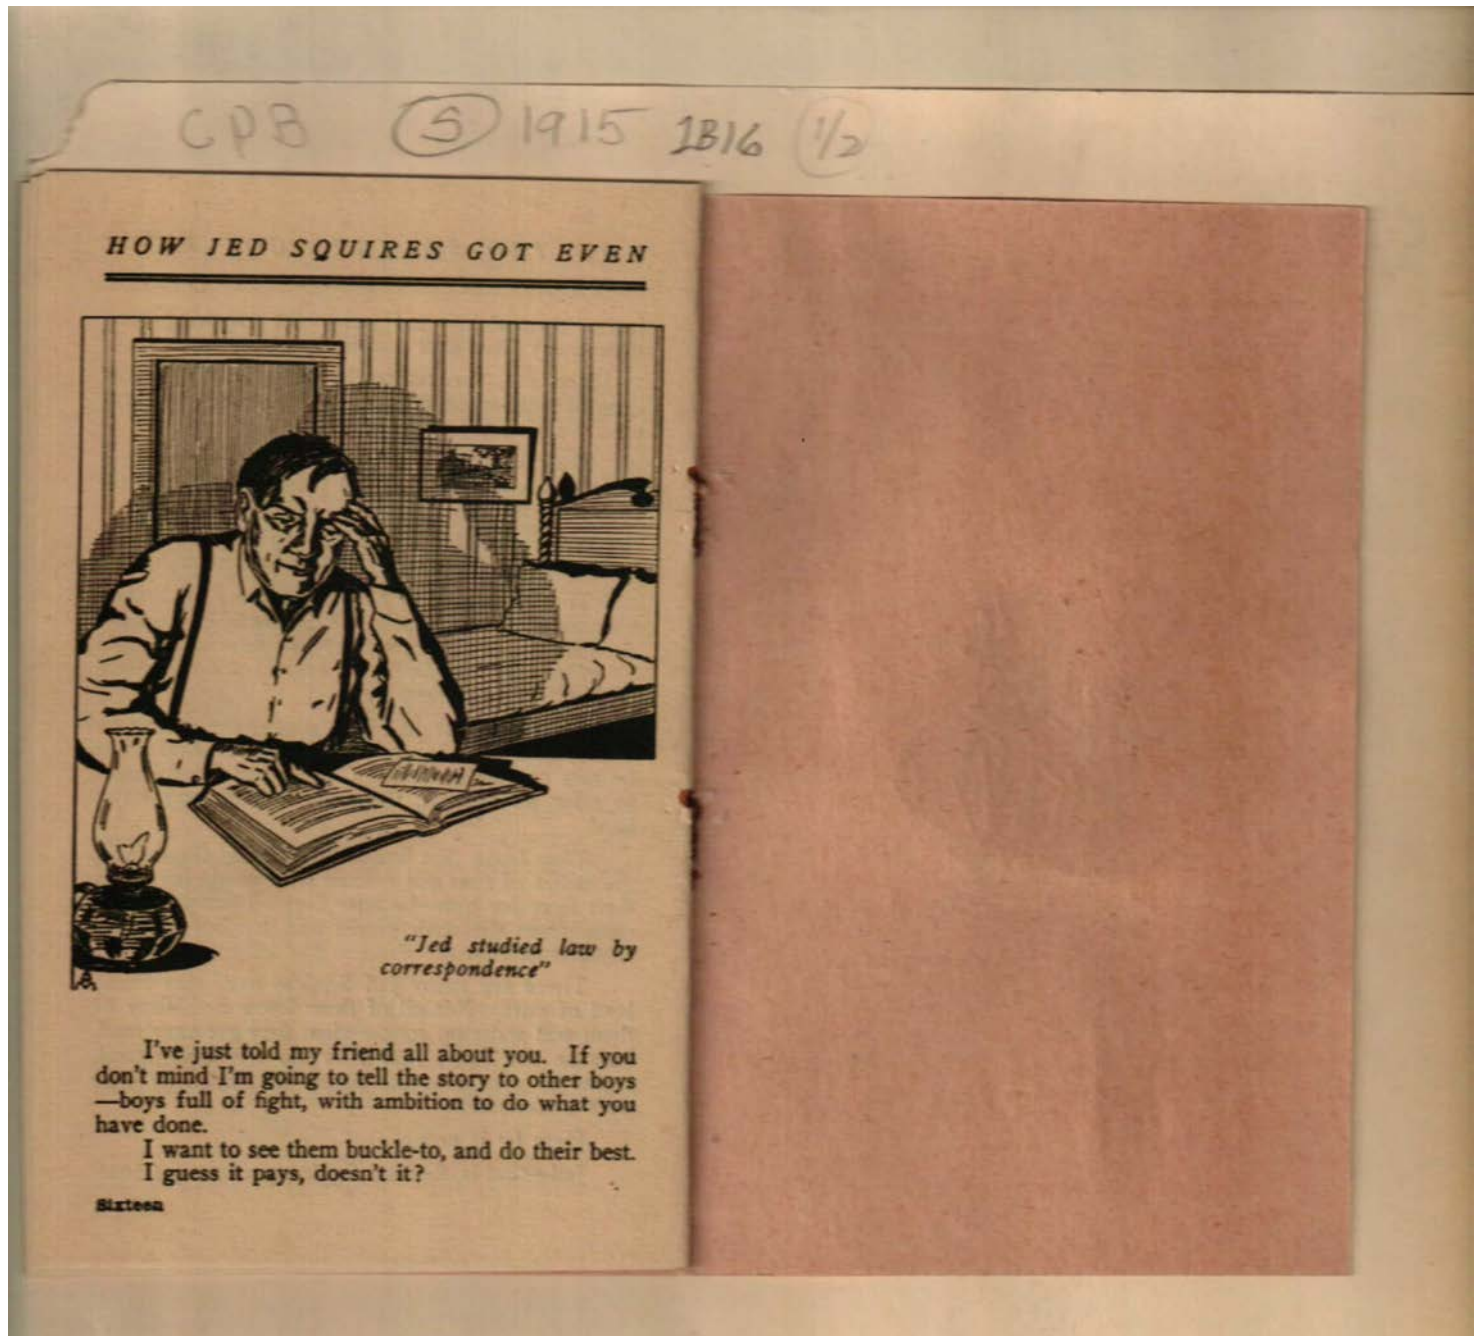 CPB (S) 1915 1B16 (1/2)
HOW JED SQUIRES GOT EVEN
"Jed studied law by
correspondence"
I've just told my friend all about you. If you
don't mind I'm going to tell the story to other boys
—boys full of fight, with ambition to do what you
have done.
I want to see them buckle-to, and do their best.
I guess it pays, doesn't it?
Sixteen